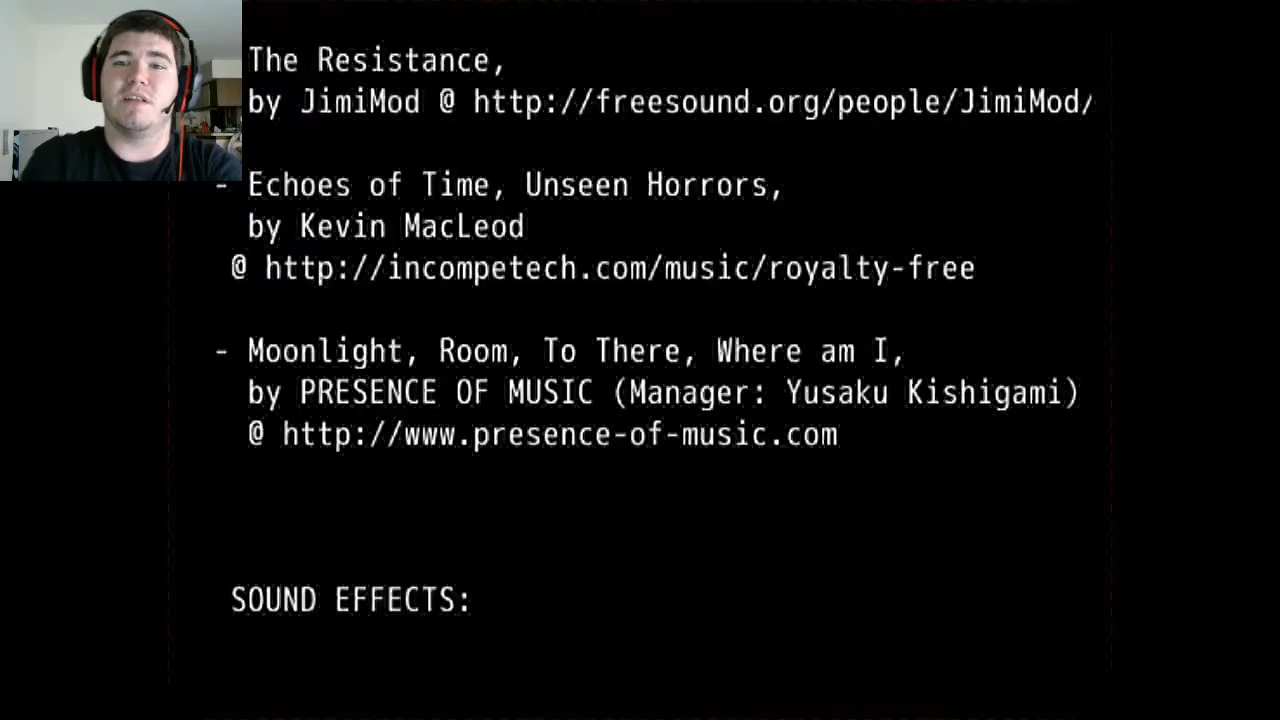 The Resistance,
by JimiMod @ http://freesound.org/people/JimiMod/
- Echoes of Time, Unseen Horrors,
by Kevin MacLeod
@ http://incompetech.com/music/royalty-free
- Moonlight, Room, To There, Where am I,
by PRESENCE OF MUSIC (Manager: Yusaku Kishigami)
@ http://www.presence-of-music.com
SOUND EFFECTS: